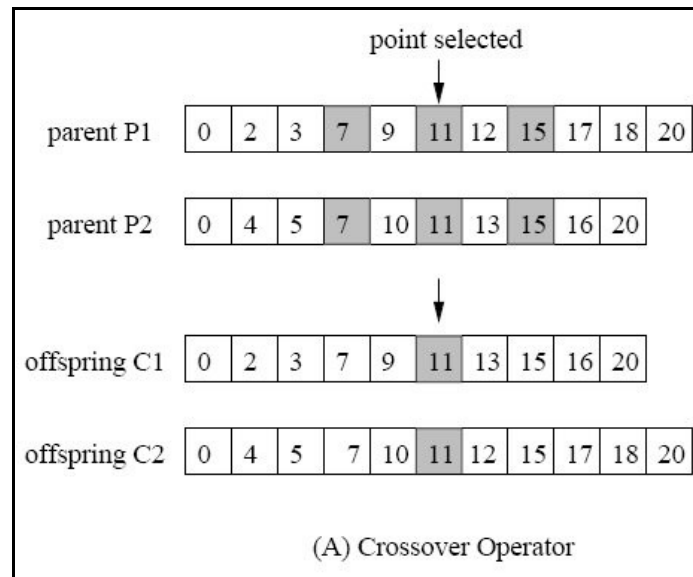 point selected
parent P1 0 2 3 7 9 11 12 15 17 18 20
parent P2 0 4 5 7 10 11 13 15 16 20
offspring C1 0 2 3 7 9 11 13 15 16 20
offspring C2 0 4 5 7 10 11 12 15 17 18 20
(A) Crossover Operator